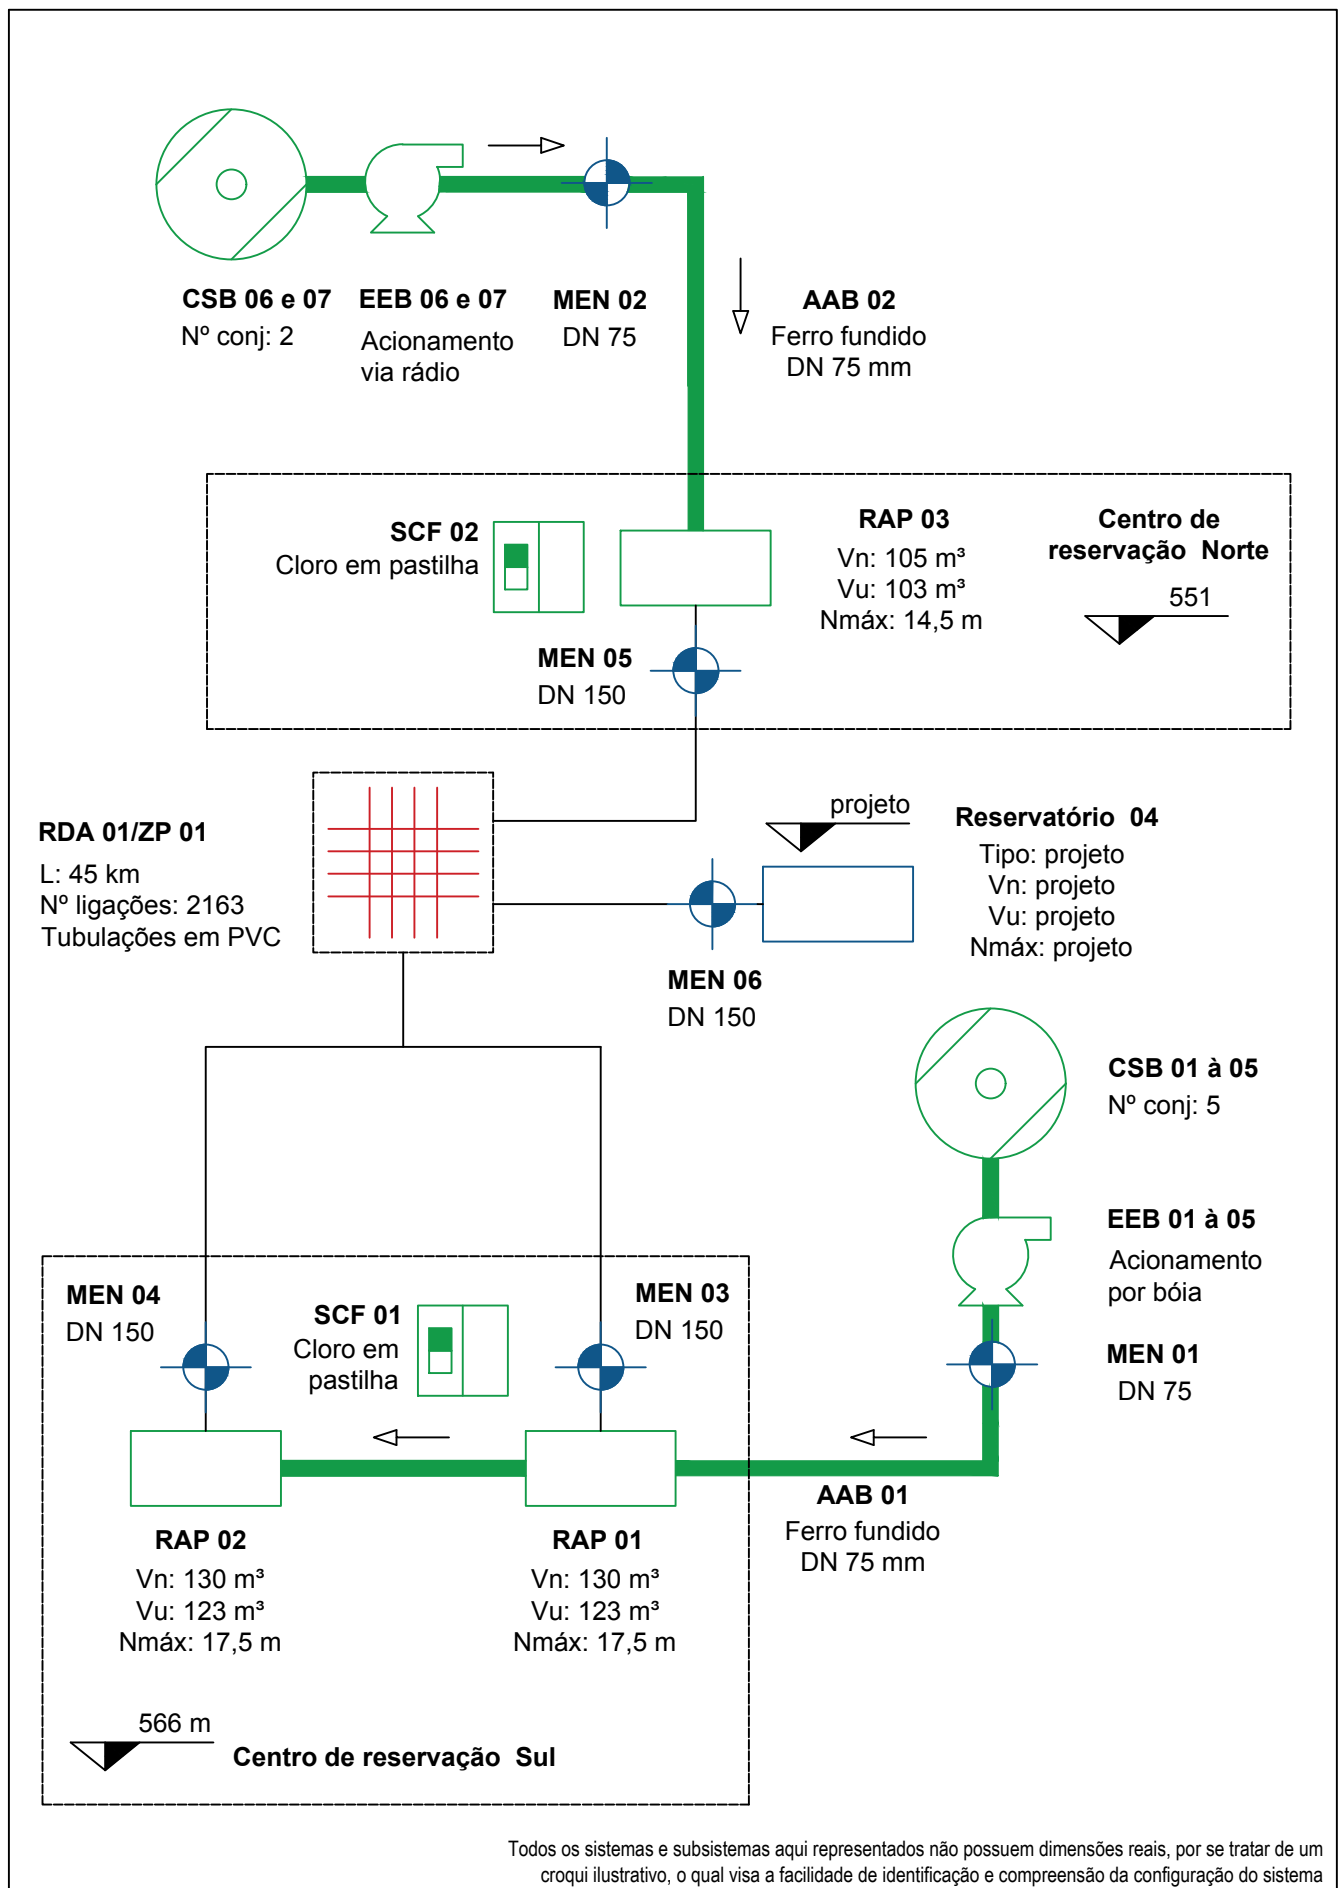 CSB 06 e 07
Nº conj: 2
EEB 06 e 07
Acionamento
via rádio
MEN 02
DN 75
AAB 02
Ferro fundido
DN 75 mm
SCF 02
Cloro em pastilha
RAP 03
Vn: 105 m³
Vu: 103 m³
Nmáx: 14,5 m
Centro de
reservação Norte
551
MEN 05
DN 150
RDA 01/ZP 01
L: 45 km
Nº ligações: 2163
Tubulações em PVC
projeto
Reservatório 04
Tipo: projeto
Vn: projeto
Vu: projeto
Nmáx: projeto
MEN 06
DN 150
CSB 01 à 05
Nº conj: 5
EEB 01 à 05
Acionamento
por bóia
MEN 01
DN 75
MEN 04
DN 150
SCF 01
Cloro em
pastilha
MEN 03
DN 150
AAB 01
Ferro fundido
DN 75 mm
RAP 02
Vn: 130 m³
Vu: 123 m³
Nmáx: 17,5 m
RAP 01
Vn: 130 m³
Vu: 123 m³
Nmáx: 17,5 m
566 m
Centro de reservação Sul
Todos os sistemas e subsistemas aqui representados não possuem dimensões reais, por se tratar de um
croqui ilustrativo, o qual visa a facilidade de identificação e compreensão da configuração do sistema